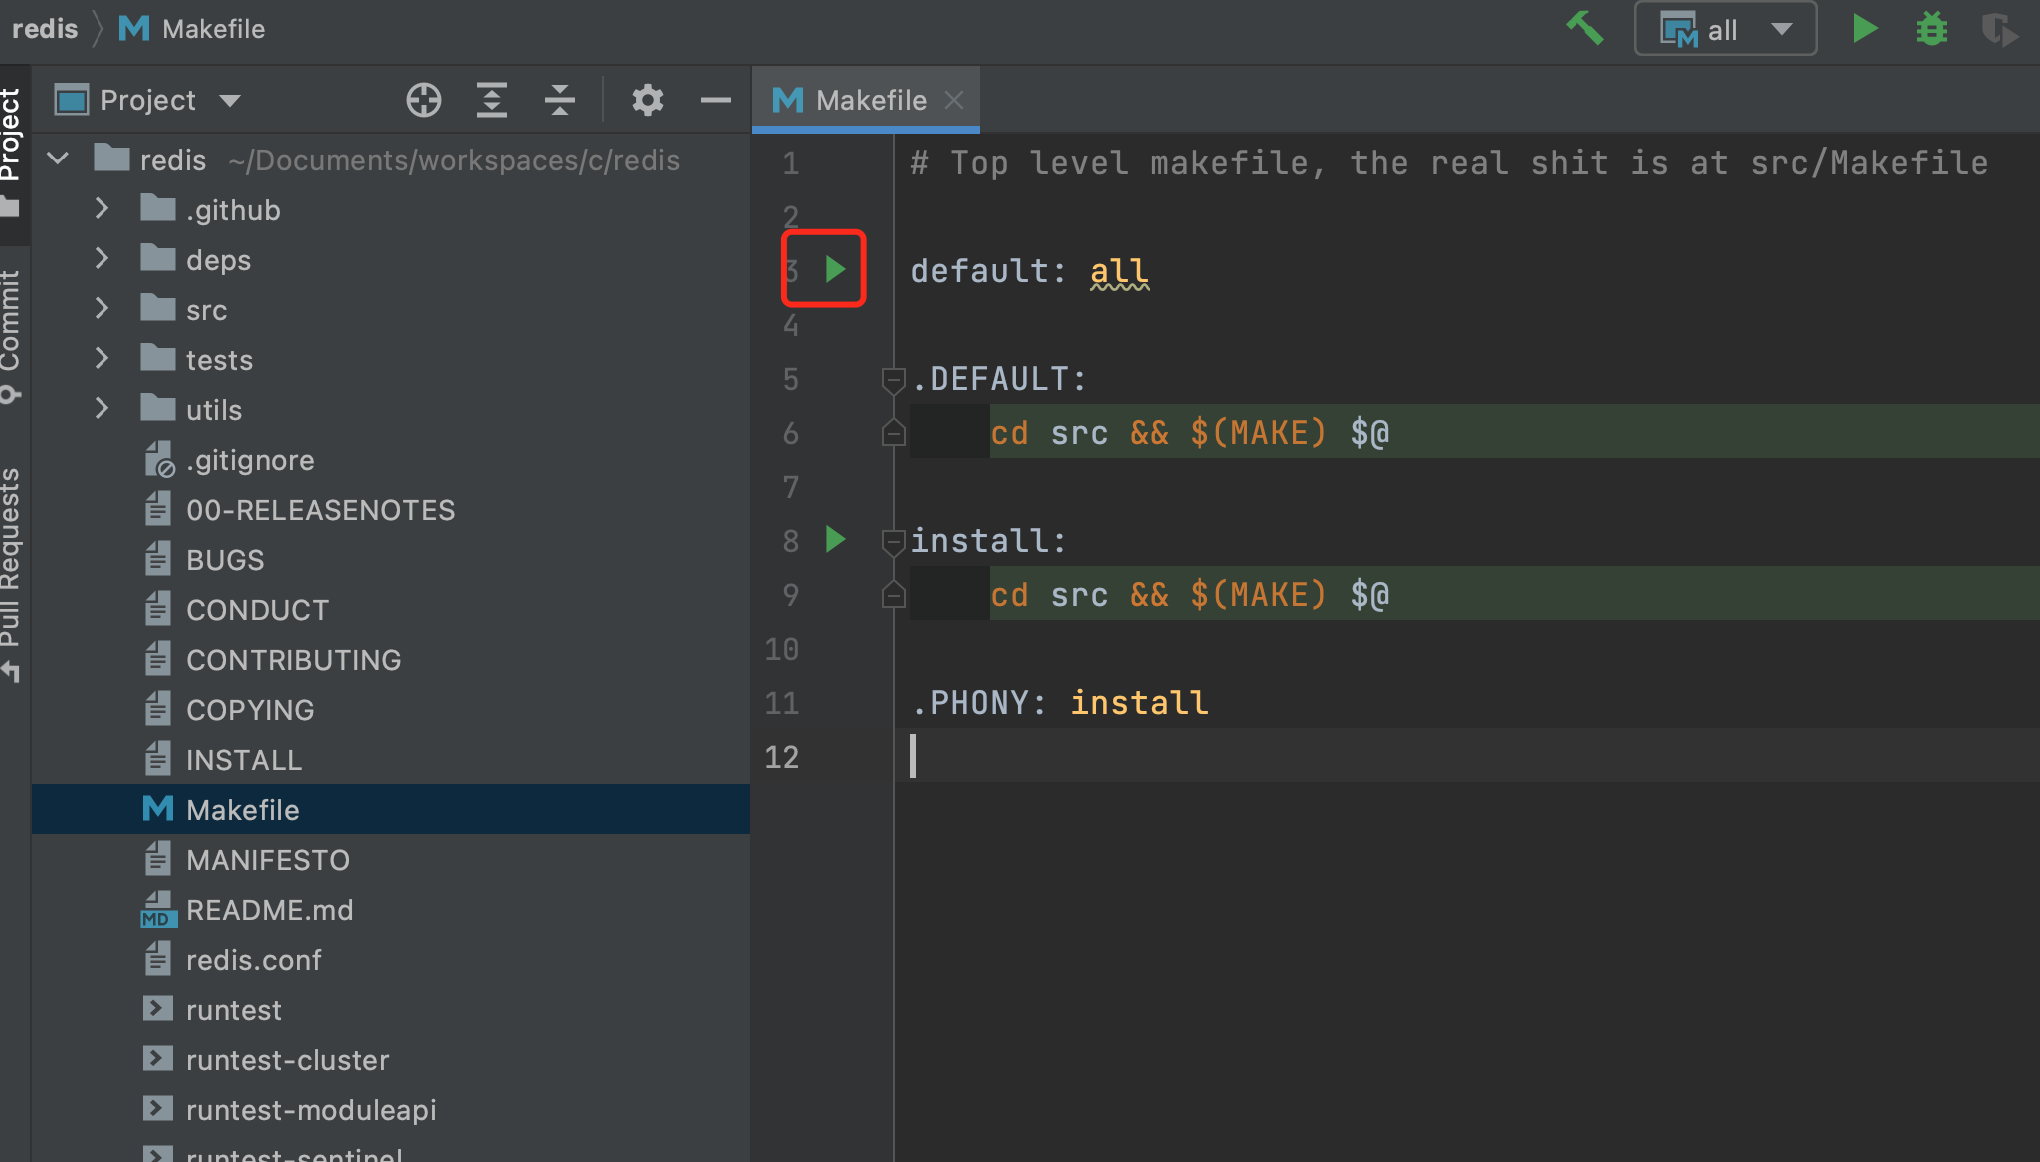 redis Makefile all
Project
Commit
Pull Requests
Project
redis ~/Documents/workspaces/c/redis
.github
deps
src
tests
utils
.gitignore
00-RELEASENOTES
BUGS
CONDUCT
CONTRIBUTING
COPYING
INSTALL
Makefile
MANIFESTO
MD README.md
redis.conf
runtest
runtest-cluster
runtest-moduleapi
runtest-sentinel
Makefile
1 # Top level makefile, the real shit is at src/Makefile
2
3 default: all
4
5 .DEFAULT:
6 cd src && $(MAKE) $@
7
8 install:
9 cd src && $(MAKE) $@
10
11 .PHONY: install
12